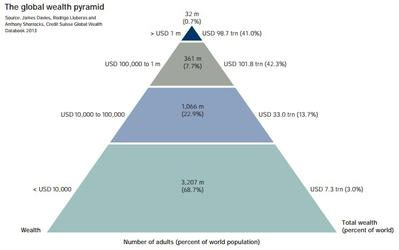 The global wealth pyramid
Source: James Davies, Rodrigo Lluberas and
Anthony Shorrocks, Credit Suisse Global Wealth
Databook 2013
32 m
(0.7%)
> USD 1 m
USD 98.7 trn (41.0%)
361 m
(7.7%)
USD 100,000 to 1 m
USD 101.8 trn (42.3%)
1,066 m
(22.9%)
USD 10,000 to 100,000
USD 33.0 trn (13.7%)
3,207 m
(68.7%)
< USD 10,000
USD 7.3 trn (3.0%)
Wealth
Total wealth
(percent of world)
Number of adults (percent of world population)